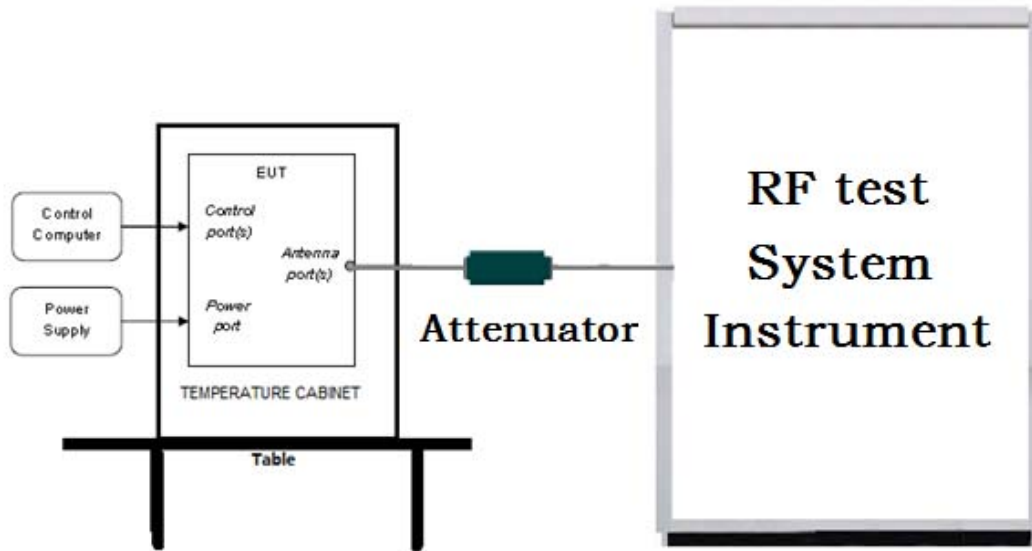 Control
Computer
Power
Supply
EUT
Control
port(s)
Antenna
port(s)
Power
port
TEMPERATURE CABINET
Table
Attenuator
RF test
System
Instrument